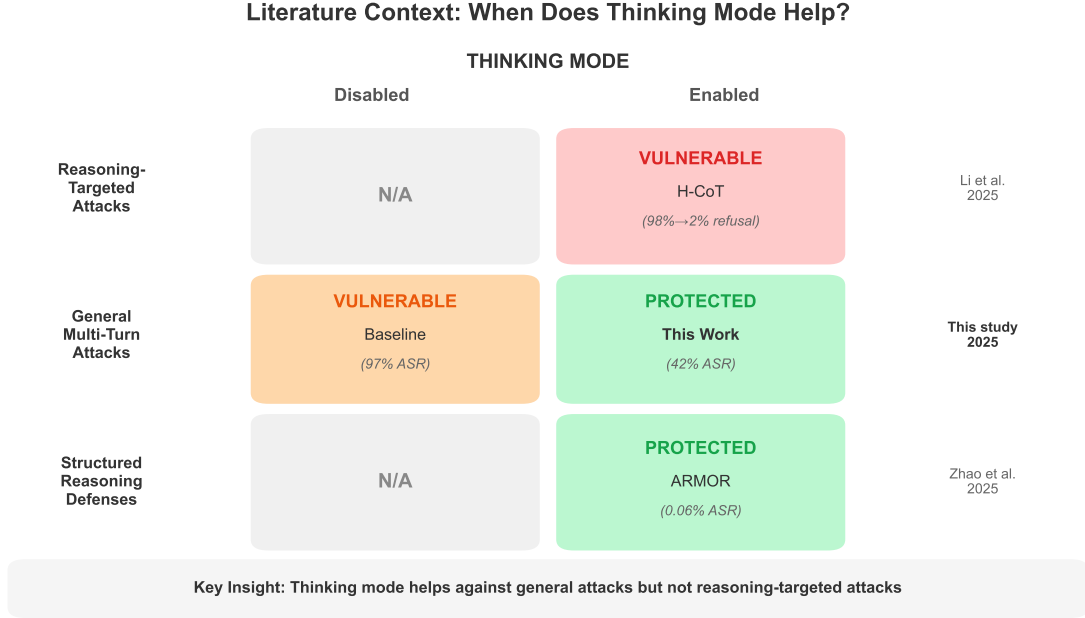 Literature Context: When Does Thinking Mode Help?
THINKING MODE
Disabled
Enabled
Reasoning-
Targeted
Attacks
N/A
VULNERABLE
H-CoT
(98%→2% refusal)
Li et al.
2025
General
Multi-Turn
Attacks
VULNERABLE
Baseline
(97% ASR)
PROTECTED
This Work
(42% ASR)
This study
2025
Structured
Reasoning
Defenses
N/A
PROTECTED
ARMOR
(0.06% ASR)
Zhao et al.
2025
Key Insight: Thinking mode helps against general attacks but not reasoning-targeted attacks